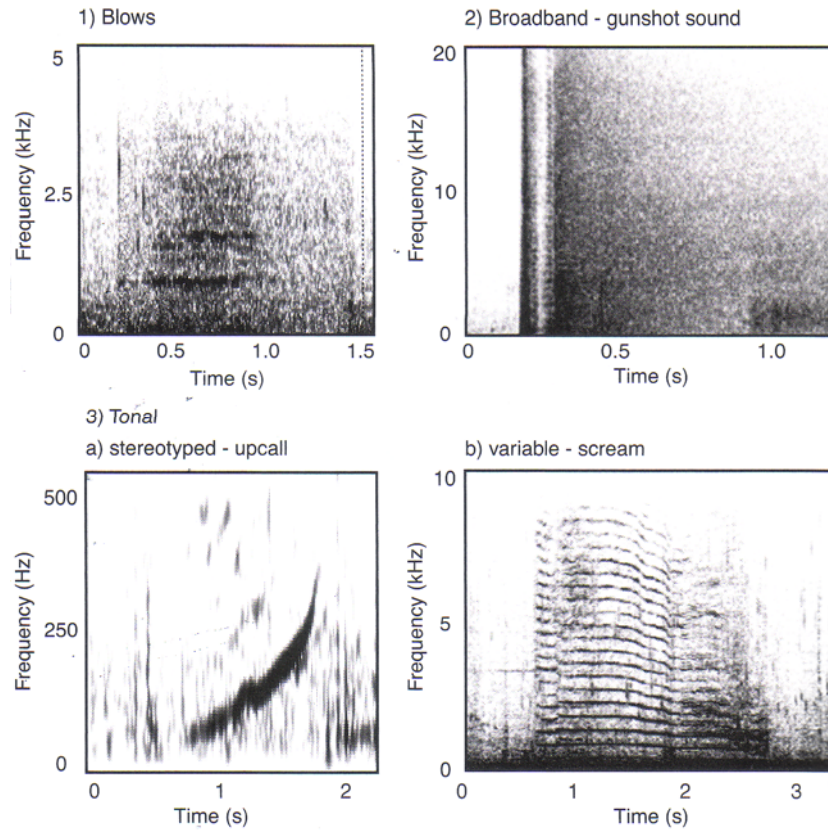 1) Blows
5
2.5
0
Frequency (kHz)
0 0.5 1.0 1.5
Time (s)
2) Broadband - gunshot sound
20
10
0
Frequency (kHz)
0 0.5 1.0
Time (s)
3) Tonal
a) stereotyped - upcall
500
250
0
Frequency (Hz)
0 1 2
Time (s)
b) variable - scream
10
5
0
Frequency (kHz)
0 1 2 3
Time (s)